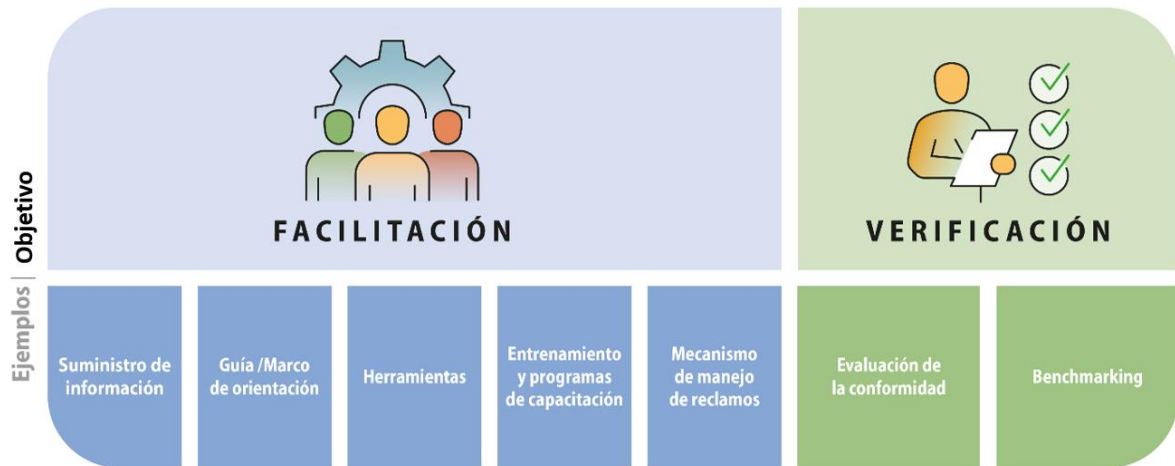 Objetivo
FACILITACIÓN
VERIFICACIÓN
Ejemplos |
Suministro de
información
Guía /Marco
de orientación
Herramientas
Entrenamiento
y programas
de capacitación
Mecanismo
de manejo
de reclamos
Evaluación de
la conformidad
Benchmarking